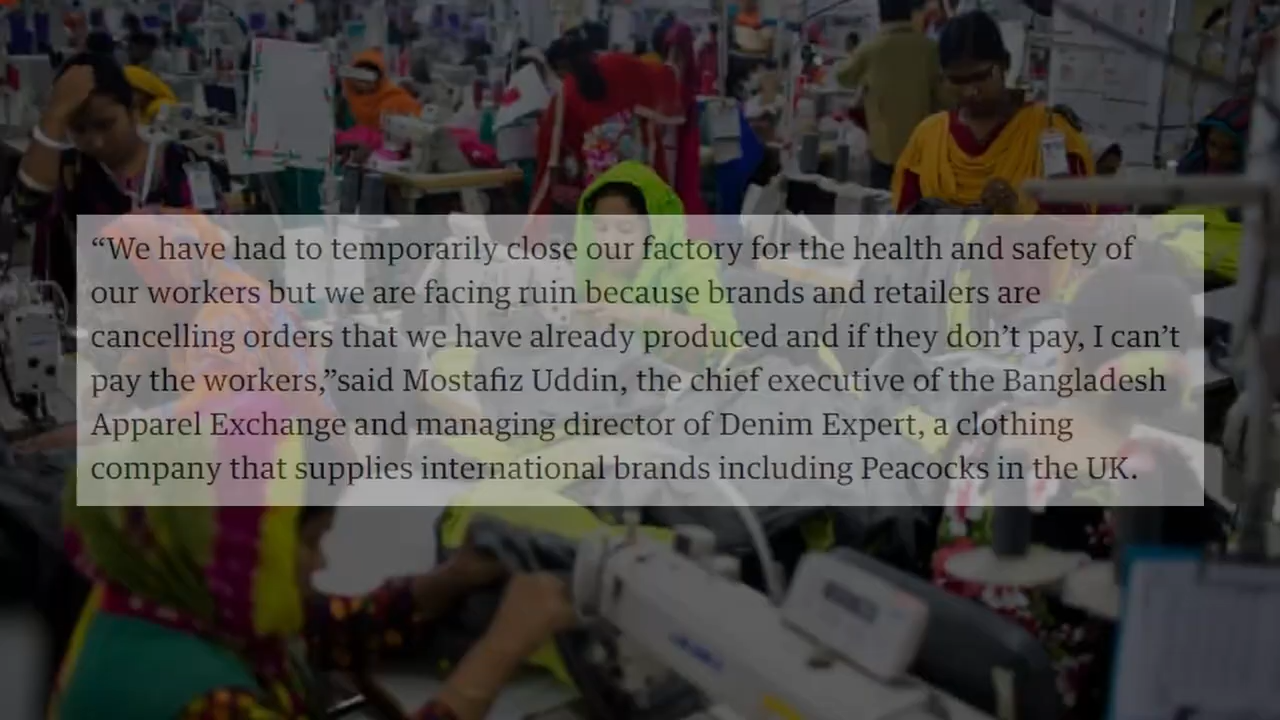 “We have had to temporarily close our factory for the health and safety of
our workers but we are facing ruin because brands and retailers are
cancelling orders that we have already produced and if they don’t pay, I can’t
pay the workers,”said Mostafiz Uddin, the chief executive of the Bangladesh
Apparel Exchange and managing director of Denim Expert, a clothing
company that supplies international brands including Peacocks in the UK.